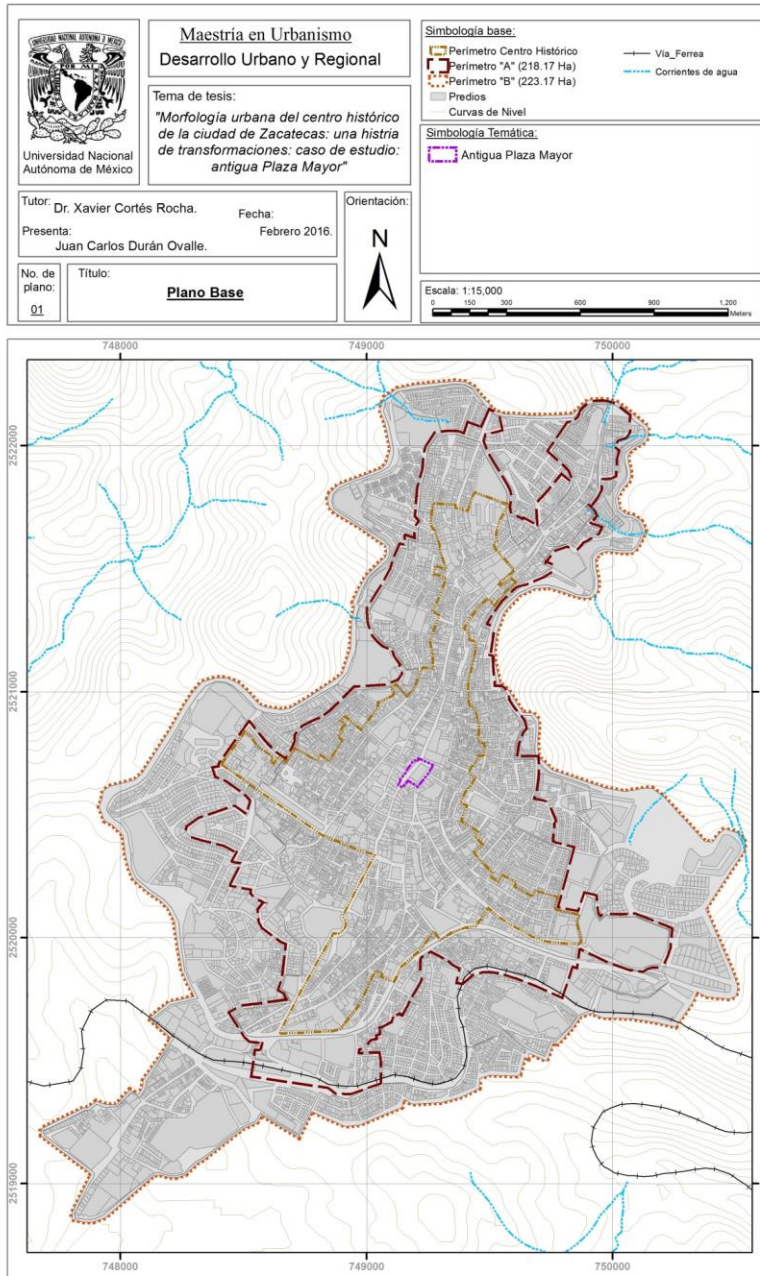 UNIVERSIDAD NACIONAL AUTÓNOMA DE MÉXICO
Universidad Nacional
Autónoma de México
Maestría en Urbanismo
Desarrollo Urbano y Regional
Tema de tesis:
"Morfología urbana del centro histórico
de la ciudad de Zacatecas: una histria
de transformaciones: caso de estudio:
antigua Plaza Mayor"
Tutor: Dr. Xavier Cortés Rocha.
Fecha:
Febrero 2016.
Presenta:
Juan Carlos Durán Ovalle.
Orientación:
N
No. de
plano:
01
Título:
Plano Base
Simbología base:
Perímetro Centro Histórico
Perímetro "A" (218.17 Ha)
Perímetro "B" (223.17 Ha)
Predios
Curvas de Nivel
Vía_Ferrea
Corrientes de agua
Simbología Temática:
Antigua Plaza Mayor
Escala: 1:15,000
0 150 300 600 900 1,200
Meters
748000 749000 750000
2522000
2521000
2520000
2519000
748000 749000 750000